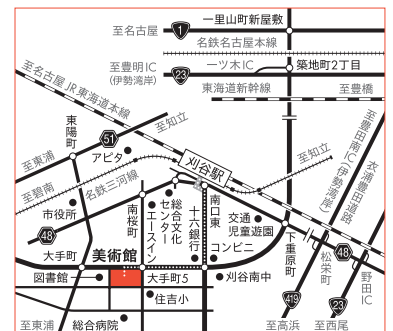 一里山町新屋敷
至名古屋
1
名鉄名古屋本線
一ツ木IC
築地町2丁目
至豊明IC
(伊勢湾岸)
23
東海道新幹線
至豊橋
至名古屋
JR東海道本線
東陽町
51
至知立
アピタ
至東浦
刈谷駅
至知立
至碧南
名鉄三河線
至豊田南IC(伊勢湾岸)
衣浦豊田道路
市役所
48
南桜町
総合文化センター
エースイン
十六銀行
南口東
交通
児童遊園
コンビニ
大手町
美術館
図書館
大手町5
刈谷南中
住吉小
総合病院
至東浦
重原町
松栄町
48
野田IC
419
23
至高浜
至西尾